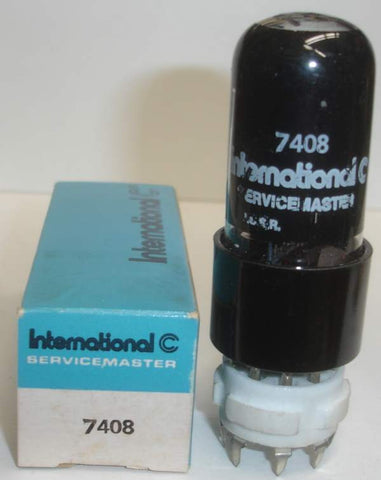 International C
SERVICEMASTER
7408
International
7408
International C
SERVICEMASTER